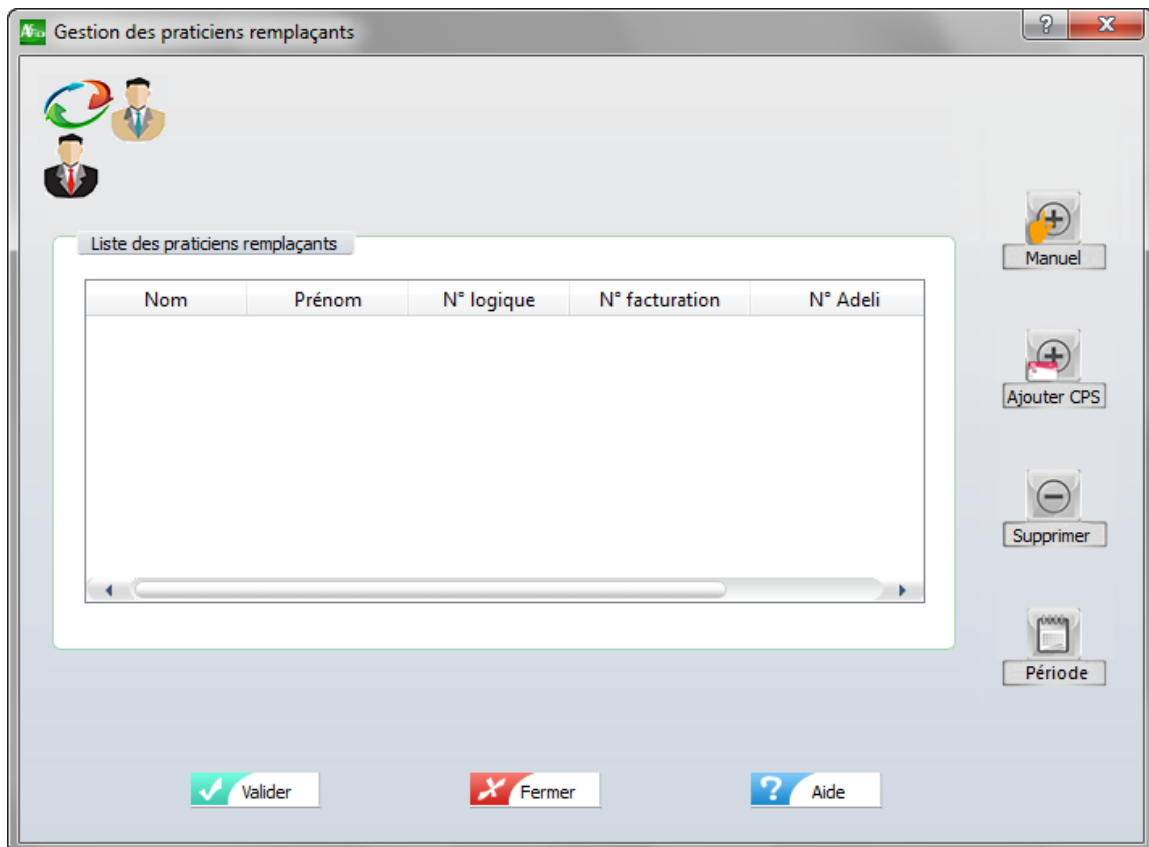 Gestion des praticiens remplaçants
Liste des praticiens remplaçants
Nom Prénom N° logique N° facturation N° Adeli
Manuel
Ajouter CPS
Supprimer
Période
Valider Fermer Aide